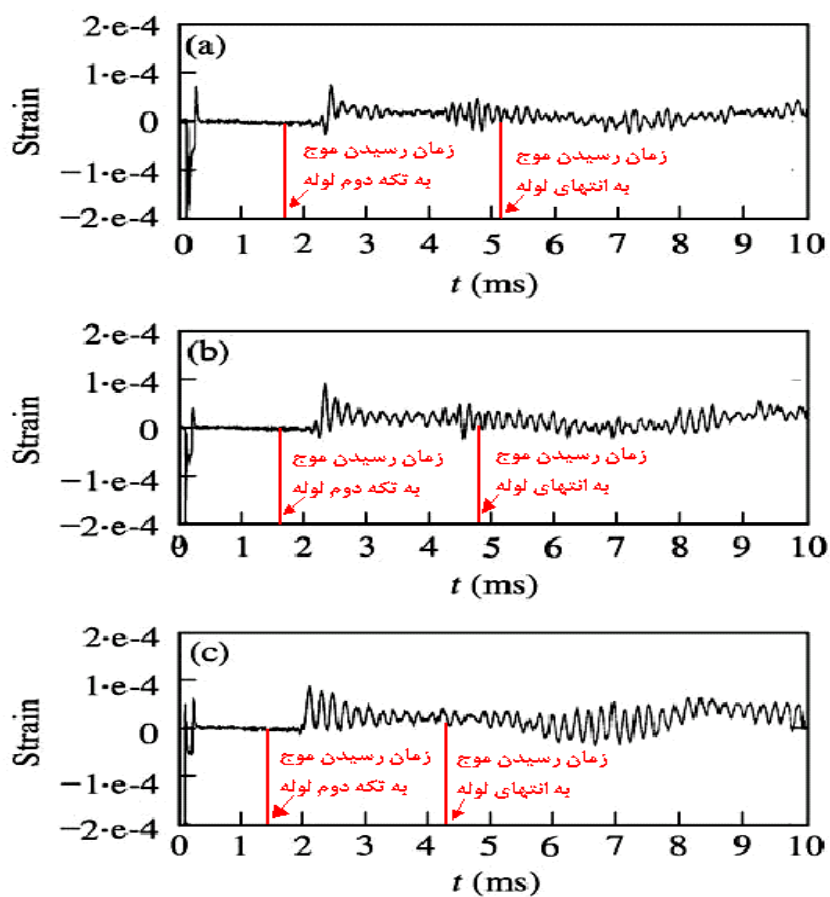 (a)
2·e-4
1·e-4
0
−1·e-4
−2·e-4
Strain
زمان رسیدن موج
به تکه دوم لوله
زمان رسیدن موج
به انتهای لوله
0 1 2 3 4 5 6 7 8 9 10
t (ms)
(b)
2·e-4
1·e-4
0
−1·e-4
−2·e-4
Strain
زمان رسیدن موج
به تکه دوم لوله
زمان رسیدن موج
به انتهای لوله
0 1 2 3 4 5 6 7 8 9 10
t (ms)
(c)
2·e-4
1·e-4
0
−1·e-4
−2·e-4
Strain
زمان رسیدن موج
به تکه دوم لوله
زمان رسیدن موج
به انتهای لوله
0 1 2 3 4 5 6 7 8 9 10
t (ms)